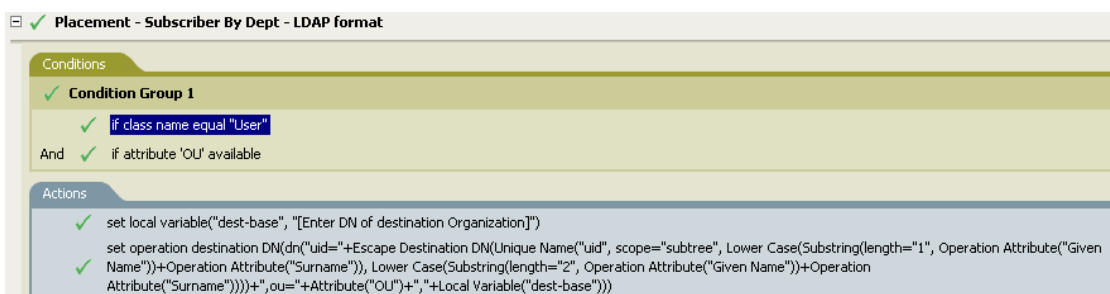 Placement - Subscriber By Dept - LDAP format
Conditions
Condition Group 1
if class name equal "User"
And if attribute 'OU' available
Actions
set local variable("dest-base", "[Enter DN of destination Organization]")
set operation destination DN(dn("uid="+Escape Destination DN(Unique Name("uid", scope="subtree", Lower Case(Substring(length="1", Operation Attribute("Given
Name"))+Operation Attribute("Surname")), Lower Case(Substring(length="2", Operation Attribute("Given Name"))+Operation
Attribute("Surname"))))+",ou="+Attribute("OU")+","+Local Variable("dest-base")))